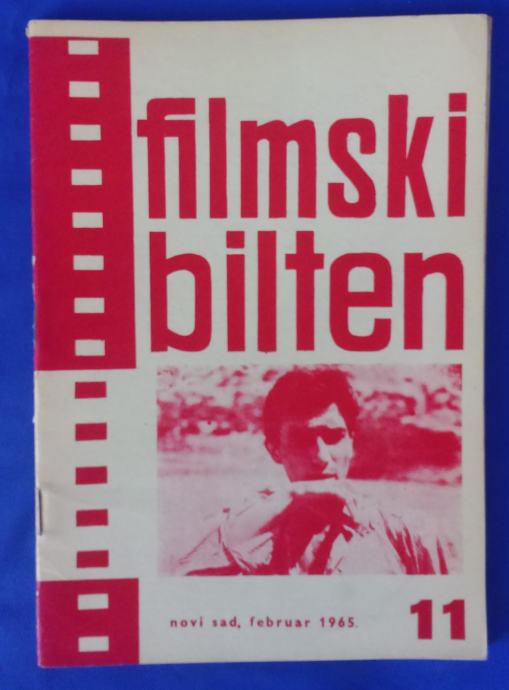 filmski
bilten
novi sad, februar 1965.
11